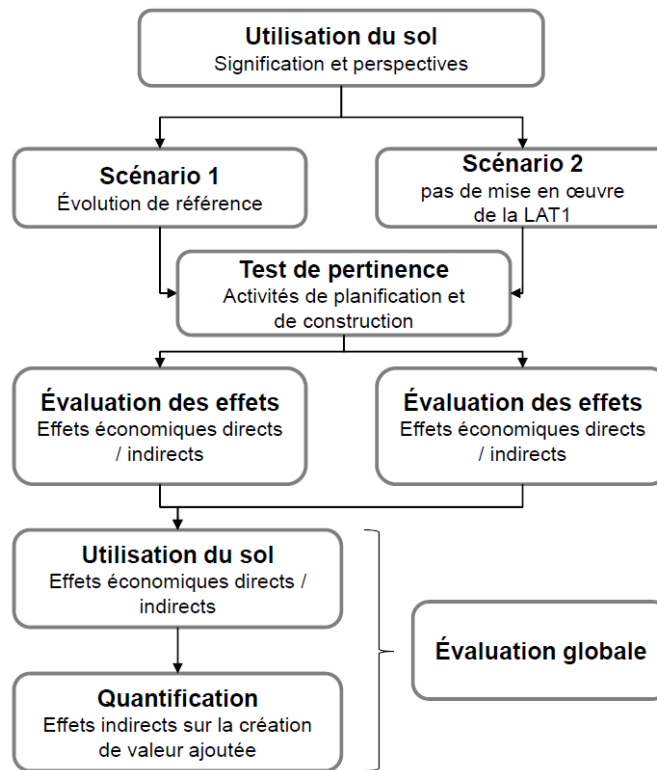 Utilisation du sol
Signification et perspectives
Scénario 1
Évolution de référence
Scénario 2
pas de mise en œuvre
de la LAT1
Test de pertinence
Activités de planification et
de construction
Évaluation des effets
Effets économiques directs
/ indirects
Évaluation des effets
Effets économiques directs
/ indirects
Utilisation du sol
Effets économiques directs /
indirects
Quantification
Effets indirects sur la création
de valeur ajoutée
Évaluation globale